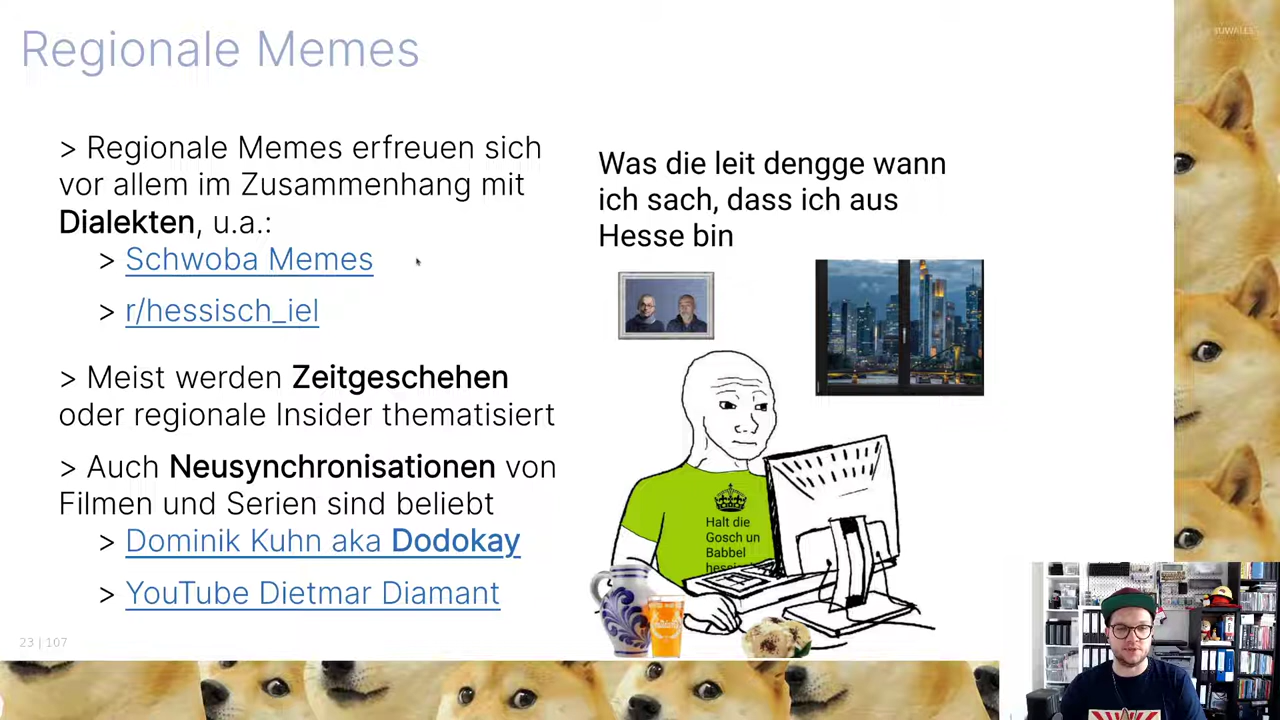 Regionale Memes
> Regionale Memes erfreuen sich
vor allem im Zusammenhang mit
Dialekten, u.a.:
> Schwoba Memes
> r/hessisch_iel
> Meist werden Zeitgeschehen
oder regionale Insider thematisiert
> Auch Neusynchronisationen von
Filmen und Serien sind beliebt
> Dominik Kuhn aka Dodokay
> YouTube Dietmar Diamant
23 | 107
Was die leit dengge wann
ich sach, dass ich aus
Hesse bin
Halt die
Gosch un
Babbel